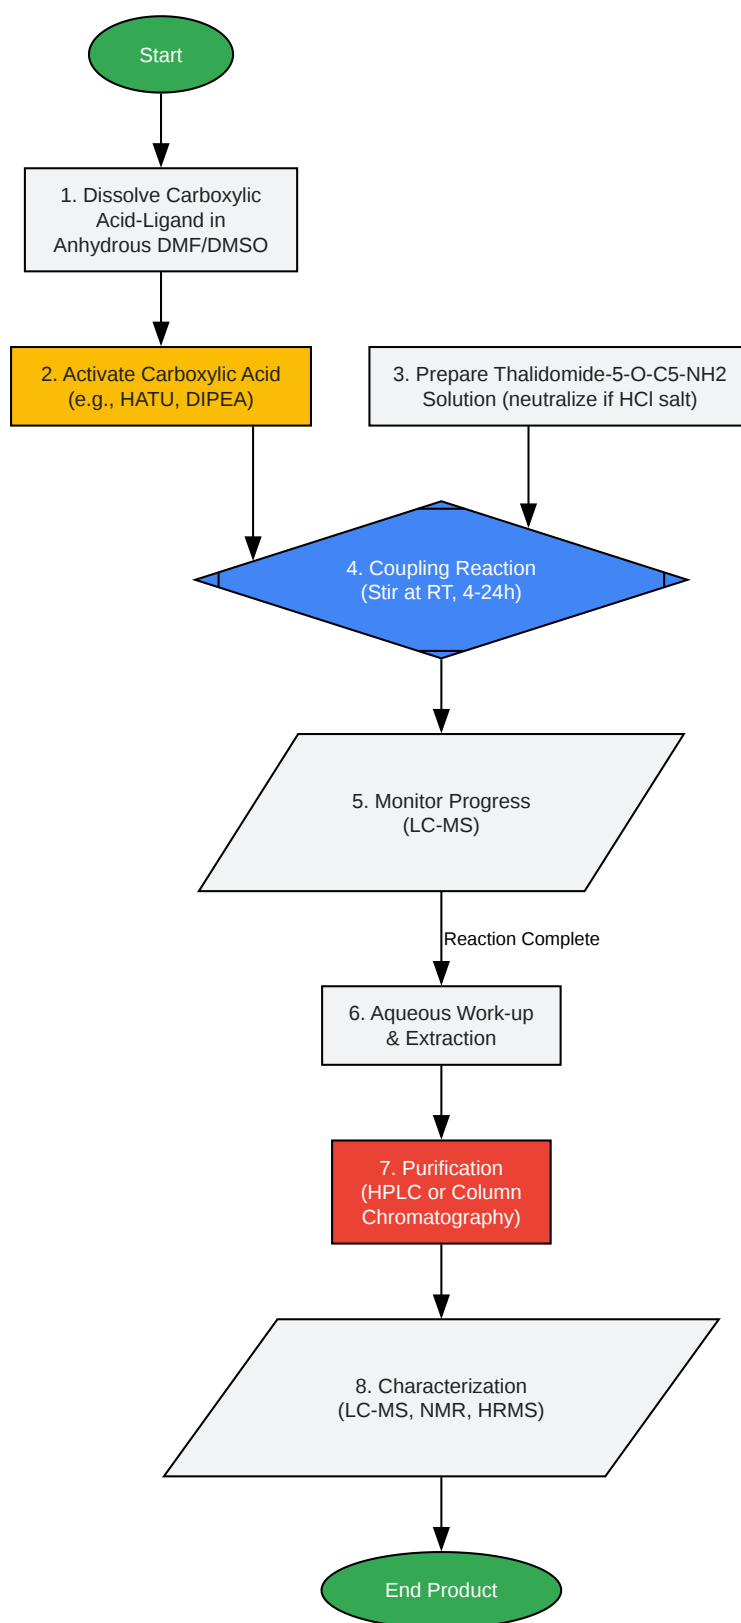 Start
1. Dissolve Carboxylic
Acid-Ligand in
Anhydrous DMF/DMSO
2. Activate Carboxylic Acid
(e.g., HATU, DIPEA)
3. Prepare Thalidomide-5-O-C5-NH2
Solution (neutralize if HCl salt)
4. Coupling Reaction
(Stir at RT, 4-24h)
5. Monitor Progress
(LC-MS)
Reaction Complete
6. Aqueous Work-up
& Extraction
7. Purification
(HPLC or Column
Chromatography)
8. Characterization
(LC-MS, NMR, HRMS)
End Product